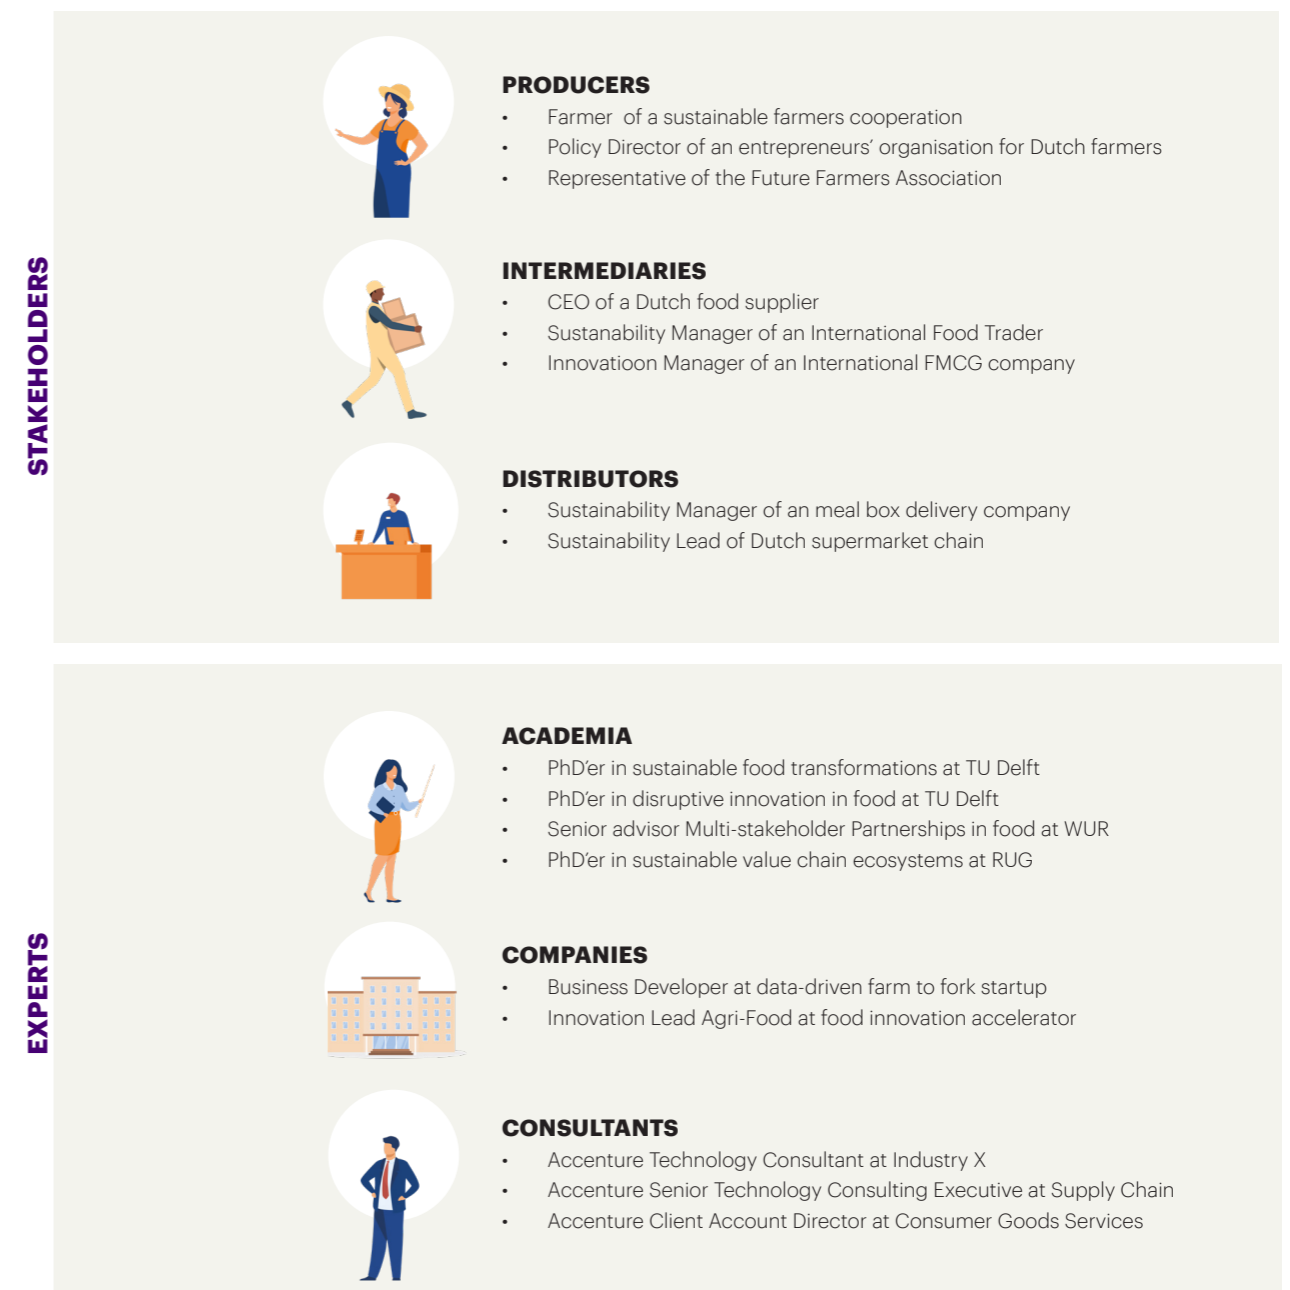 STAKEHOLDERS
PRODUCERS
• Farmer of a sustainable farmers cooperation
• Policy Director of an entrepreneurs’ organisation for Dutch farmers
• Representative of the Future Farmers Association
INTERMEDIARIES
• CEO of a Dutch food supplier
• Sustanability Manager of an International Food Trader
• Innovatioon Manager of an International FMCG company
DISTRIBUTORS
• Sustainability Manager of an meal box delivery company
• Sustainability Lead of Dutch supermarket chain
EXPERTS
ACADEMIA
• PhD’er in sustainable food transformations at TU Delft
• PhD’er in disruptive innovation in food at TU Delft
• Senior advisor Multi-stakeholder Partnerships in food at WUR
• PhD’er in sustainable value chain ecosystems at RUG
COMPANIES
• Business Developer at data-driven farm to fork startup
• Innovation Lead Agri-Food at food innovation accelerator
CONSULTANTS
• Accenture Technology Consultant at Industry X
• Accenture Senior Technology Consulting Executive at Supply Chain
• Accenture Client Account Director at Consumer Goods Services